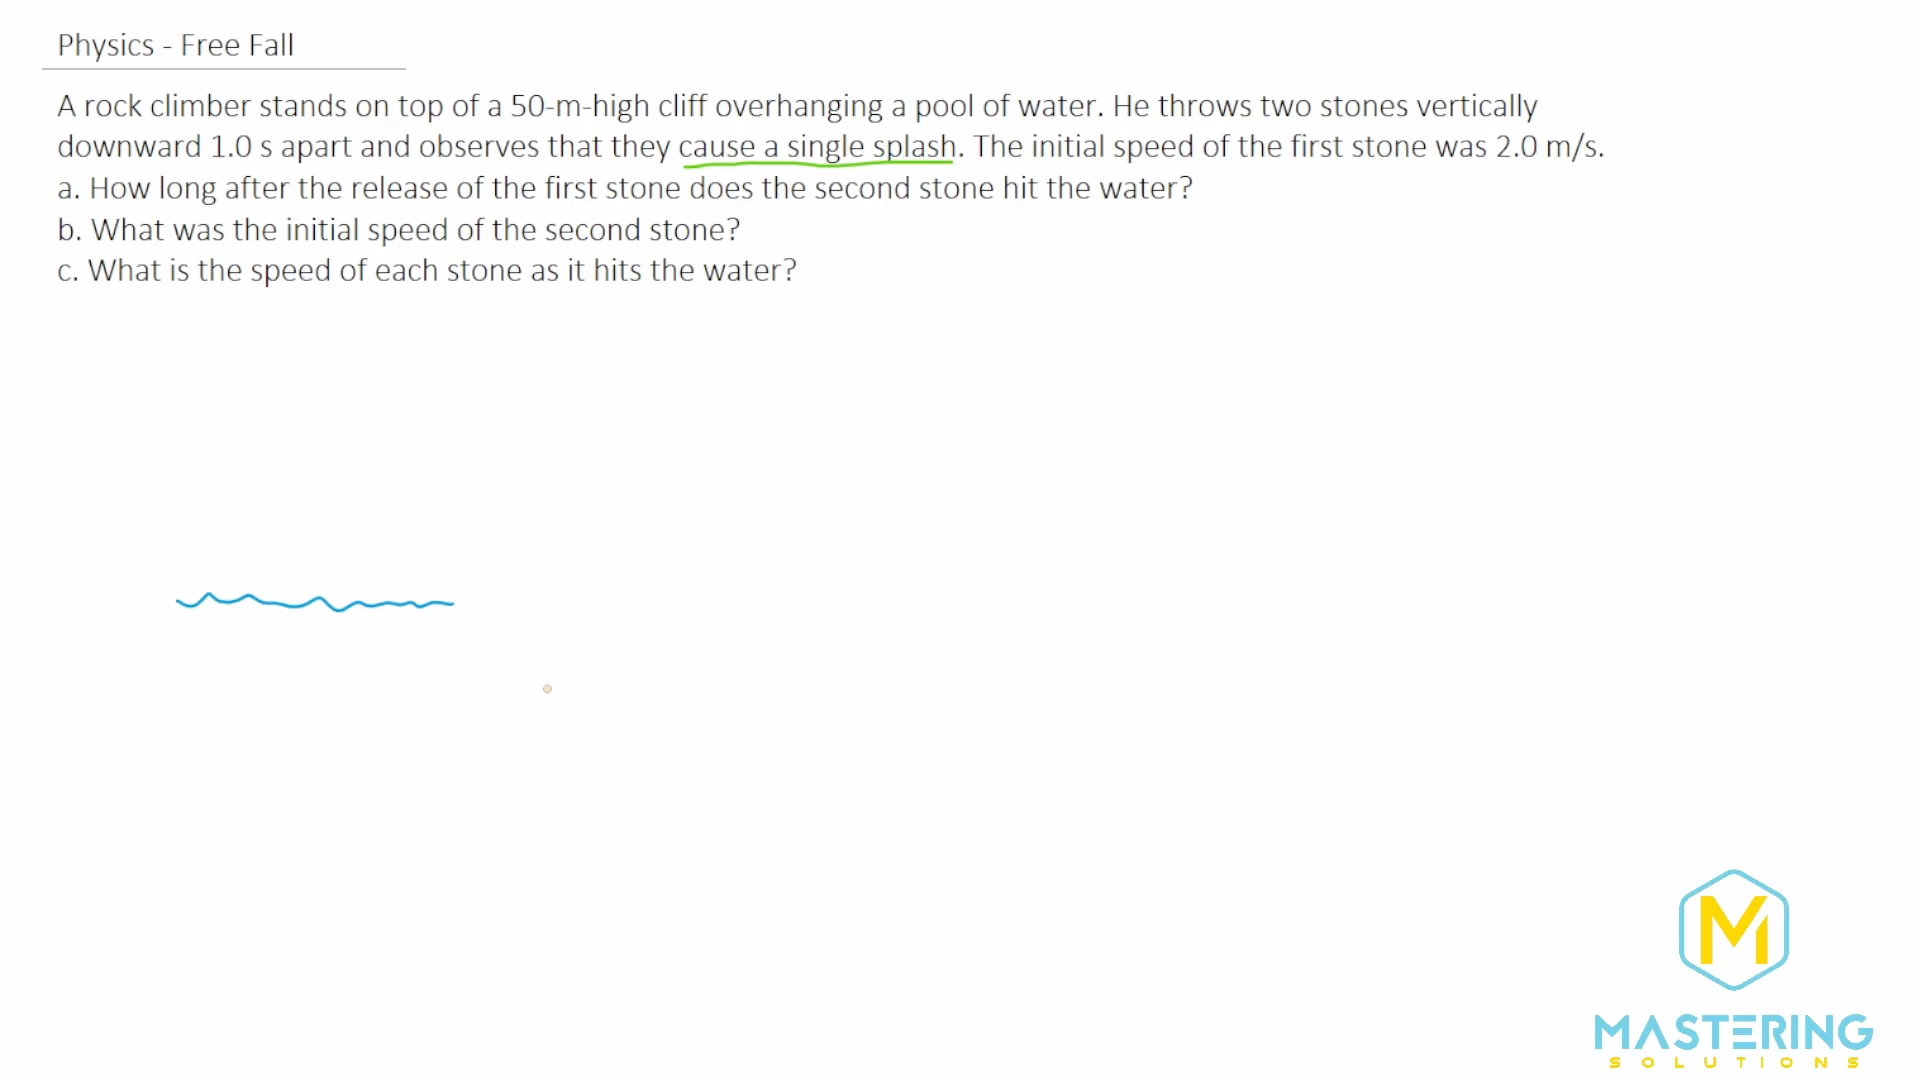 Physics - Free Fall
A rock climber stands on top of a 50-m-high cliff overhanging a pool of water. He throws two stones vertically
downward 1.0 s apart and observes that they cause a single splash. The initial speed of the first stone was 2.0 m/s.
a. How long after the release of the first stone does the second stone hit the water?
b. What was the initial speed of the second stone?
c. What is the speed of each stone as it hits the water?
M
MASTERING
SOLUTIONS